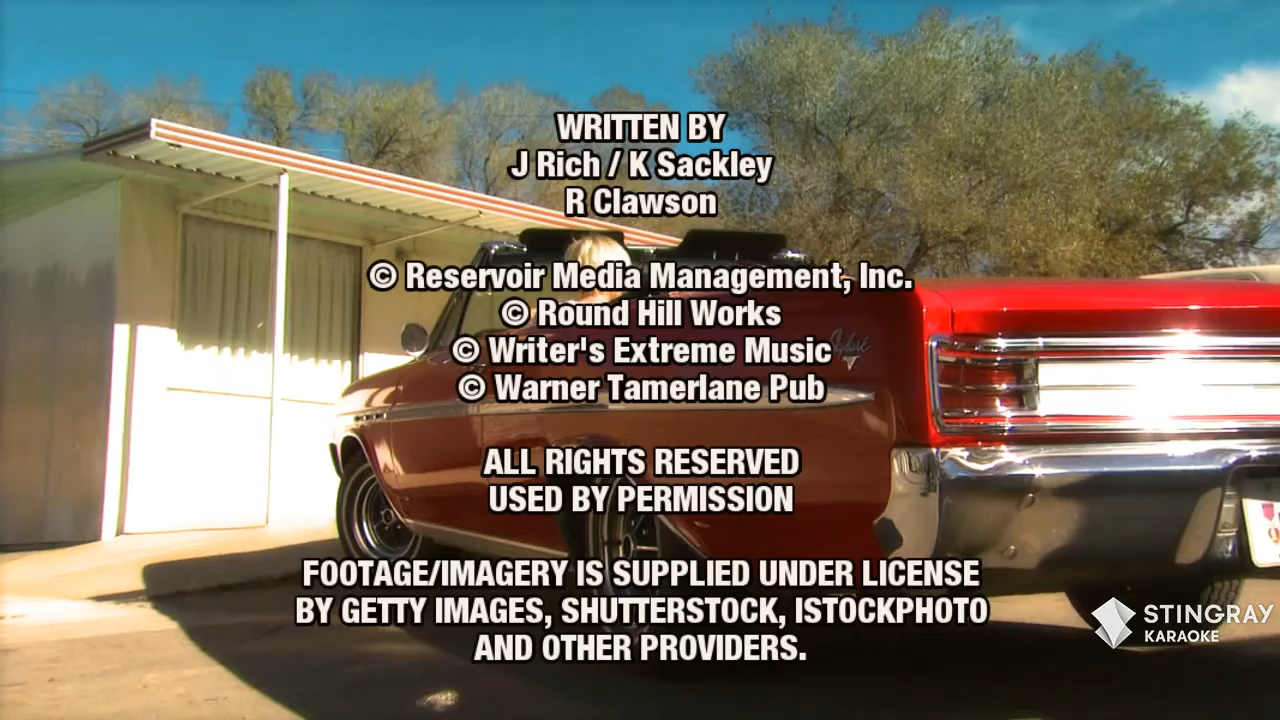 WRITTEN BY
J Rich / K Sackley
R Clawson
© Reservoir Media Management, Inc.
© Round Hill Works
© Writer's Extreme Music
© Warner Tamerlane Pub
ALL RIGHTS RESERVED
USED BY PERMISSION
FOOTAGE/IMAGERY IS SUPPLIED UNDER LICENSE
BY GETTY IMAGES, SHUTTERSTOCK, ISTOCKPHOTO
AND OTHER PROVIDERS.
STINGRAY
KARAOKE